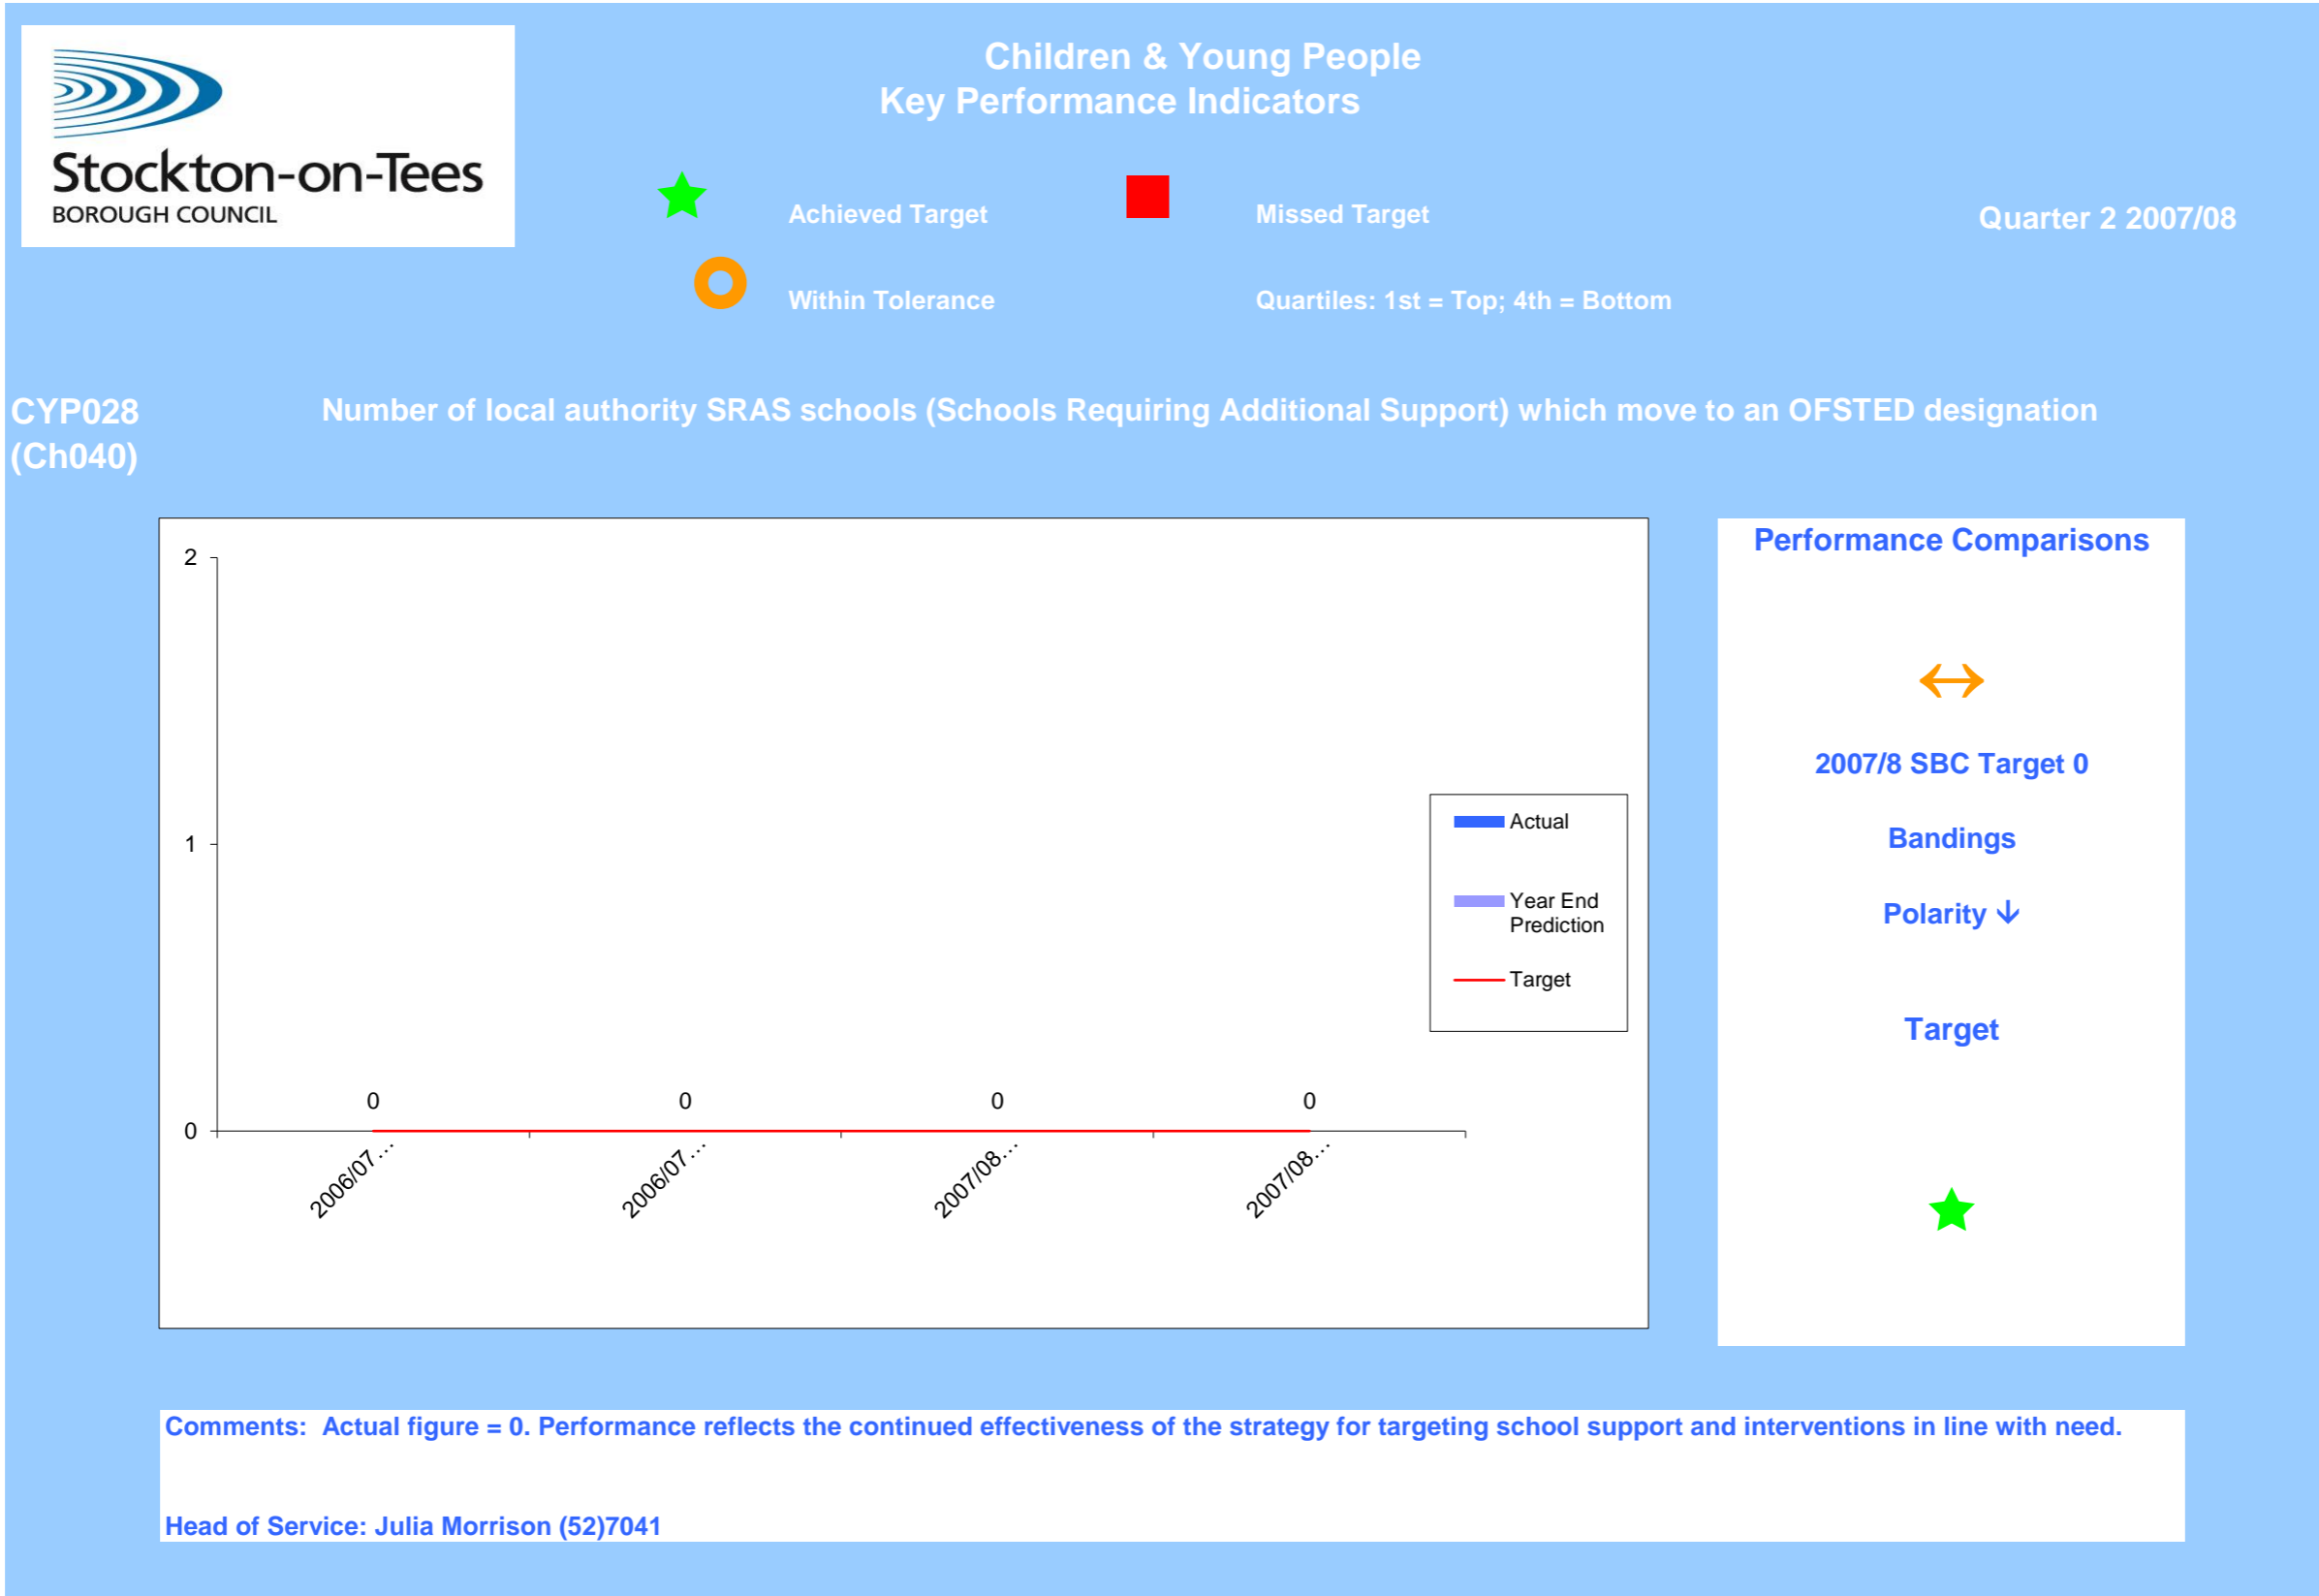 Stockton-on-Tees
BOROUGH COUNCIL
Children & Young People
Key Performance Indicators
Achieved Target
Missed Target
Quarter 2 2007/08
Within Tolerance
Quartiles: 1st = Top; 4th = Bottom
CYP028
(Ch040)
Number of local authority SRAS schools (Schools Requiring Additional Support) which move to an OFSTED designation
2
1
0
0
0
0
0
2006/07...
2006/07...
2007/08...
2007/08...
Actual
Year End
Prediction
Target
Performance Comparisons
2007/8 SBC Target 0
Bandings
Polarity ↓
Target
Comments: Actual figure = 0. Performance reflects the continued effectiveness of the strategy for targeting school support and interventions in line with need.
Head of Service: Julia Morrison (52)7041